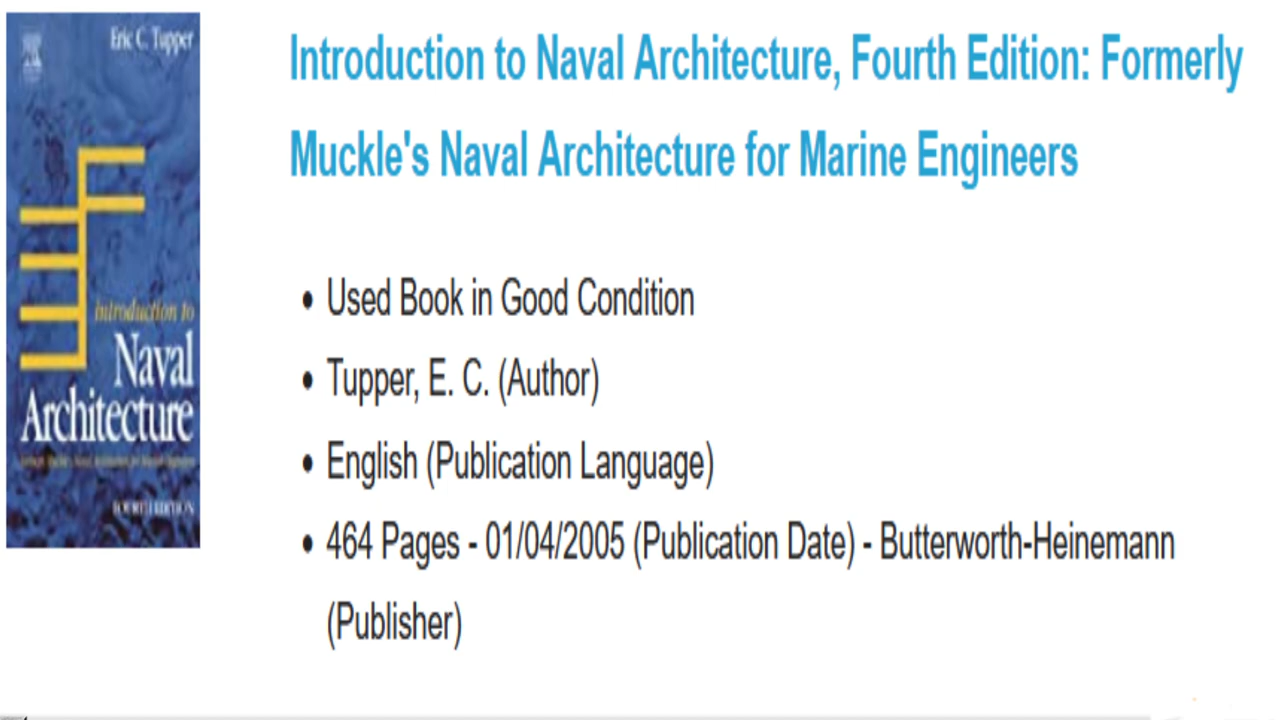 Eric C. Tupper
introduction to
Naval
Architecture
FOURTH EDITION
Introduction to Naval Architecture, Fourth Edition: Formerly
Muckle's Naval Architecture for Marine Engineers
• Used Book in Good Condition
• Tupper, E. C. (Author)
• English (Publication Language)
• 464 Pages - 01/04/2005 (Publication Date) - Butterworth-Heinemann
(Publisher)